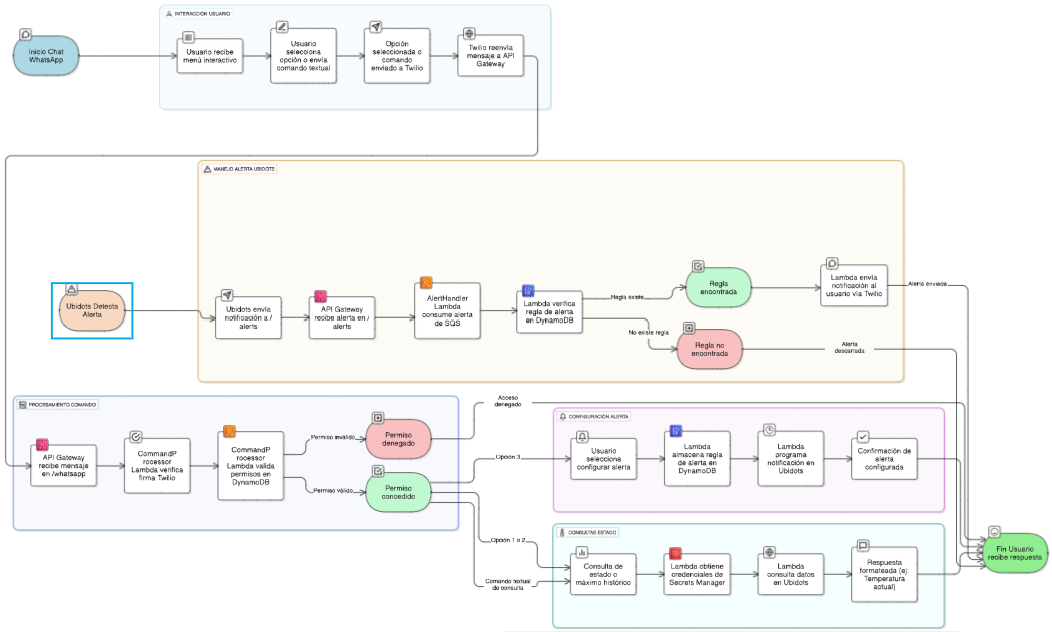 INTERACCIÓN USUARIO
Inicio Chat
WhatsApp
Usuario recibe
menú interactivo
Usuario
selecciona
opción o envía
comando textual
Opción
seleccionada o
comando
enviado a Twilio
Twilio reenvía
mensaje a API
Gateway
MANEJO ALERTA UBIDOTS
Ubidots Detecta
Alerta
Ubidots envía
notificación a /
alerts
API Gateway
recibe alerta en /
alerts
AlertHandler
Lambda
consume alerta
de SQS
Lambda verifica
regla de alerta
en DynamoDB
Regla existe
Regla
encontrada
Lambda envía
notificación al
usuario vía Twilio
Alerta enviada
No existe regla
Regla no
encontrada
Alerta
descartada
PROCESAMIENTO COMANDO
API Gateway
recibe mensaje
en /whatsapp
CommandP
rocessor
Lambda verifica
firma Twilio
CommandP
rocessor
Lambda valida
permisos en
DynamoDB
Permiso inválido
Permiso
denegado
Acceso
denegado
Permiso válido
Permiso
concedido
Opción 3
Opción 1 o 2
Comando textual
de consulta
CONFIGURACIÓN ALERTA
Usuario
selecciona
configurar alerta
Lambda
almacena regla
de alerta en
DynamoDB
Lambda
programa
notificación en
Ubidots
Confirmación de
alerta
configurada
CONSULTAS ESTADO
Consulta de
estado o
máximo histórico
Lambda obtiene
credenciales de
Secrets Manager
Lambda
consulta datos
en Ubidots
Respuesta
formateada (ej:
Temperatura
actual)
Fin Usuario
recibe respuesta